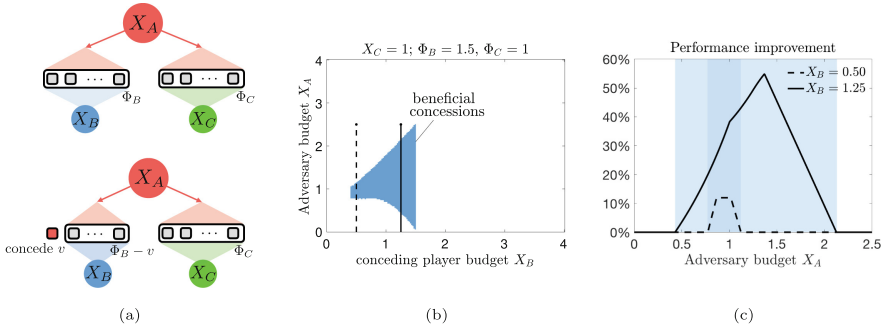 X_A
Φ_B
Φ_C
X_B
X_C
X_A
concede v
Φ_B − v
Φ_C
X_B
X_C
(a)
X_C = 1; Φ_B = 1.5, Φ_C = 1
Adversary budget X_A
4
3
2
1
0
beneficial
concessions
0 1 2 3 4
conceding player budget X_B
(b)
Performance improvement
60%
50%
40%
30%
20%
10%
0%
X_B = 0.50
X_B = 1.25
0 0.5 1 1.5 2 2.5
Adversary budget X_A
(c)